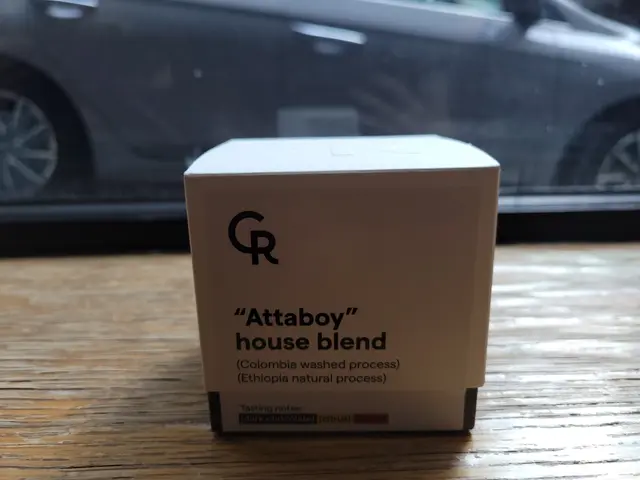 CR
“Attaboy”
house blend
(Colombia washed process)
(Ethiopia natural process)
Tasting notes: